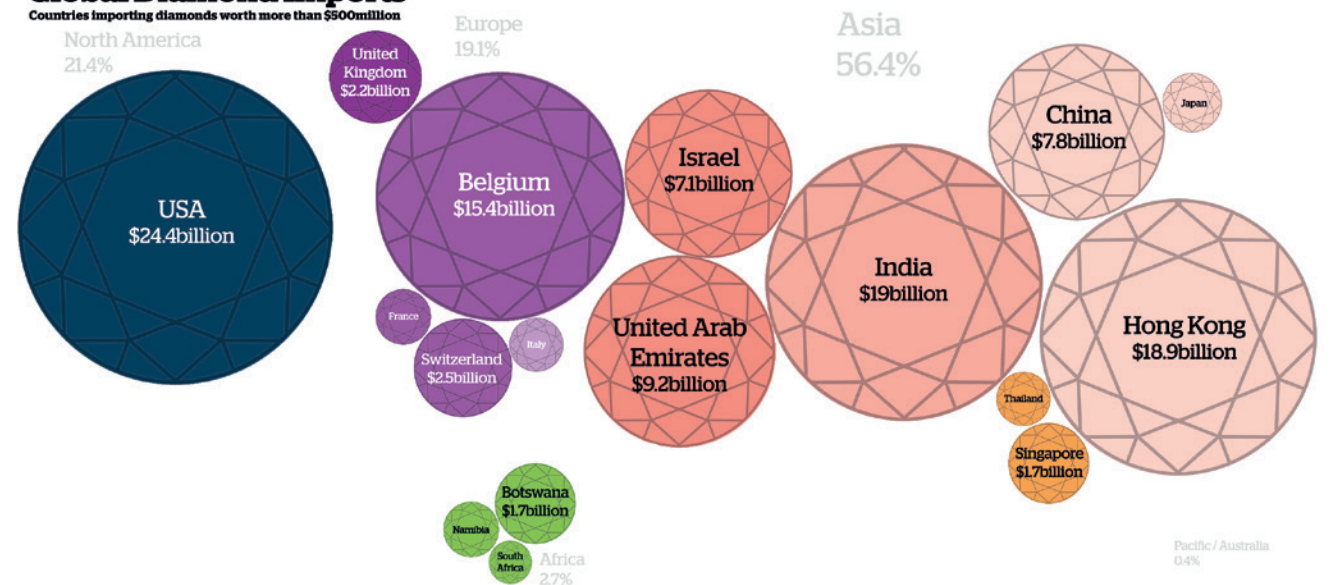 Global Diamond Imports
Countries importing diamonds worth more than $500million
North America
21.4%
USA
$24.4billion
Europe
19.1%
United
Kingdom
$2.2billion
Belgium
$15.4billion
France
Switzerland
$2.5billion
Italy
Asia
56.4%
Israel
$7.1billion
United Arab
Emirates
$9.2billion
India
$19billion
China
$7.8billion
Japan
Hong Kong
$18.9billion
Thailand
Singapore
$1.7billion
Botswana
$1.7billion
Namibia
South
Africa
Africa
2.7%
Pacific / Australia
0.4%